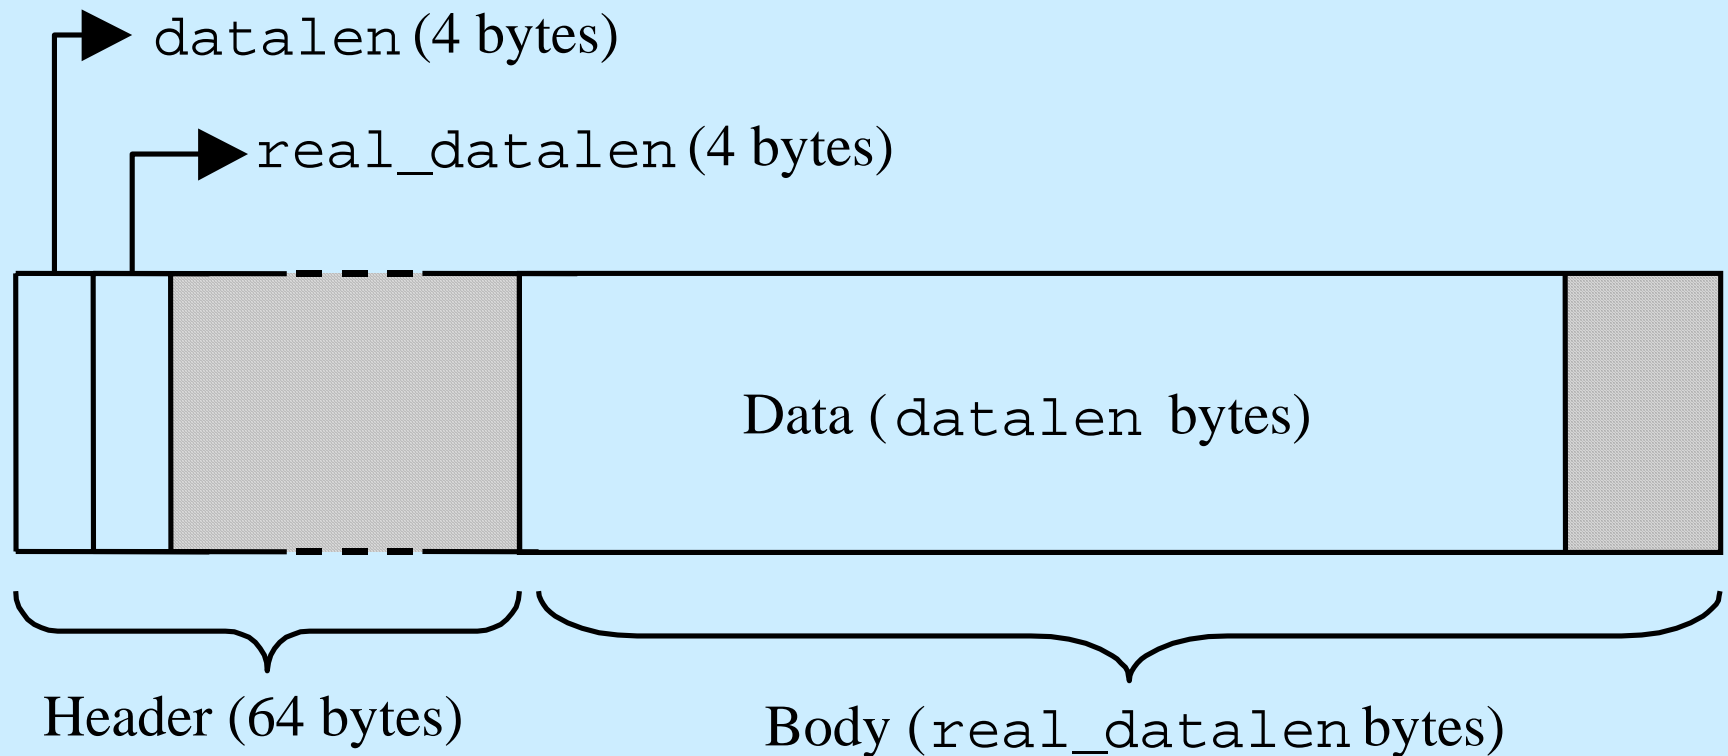 datalen (4 bytes)
real_datalen (4 bytes)
Data (datalen bytes)
Header (64 bytes)
Body (real_datalen bytes)